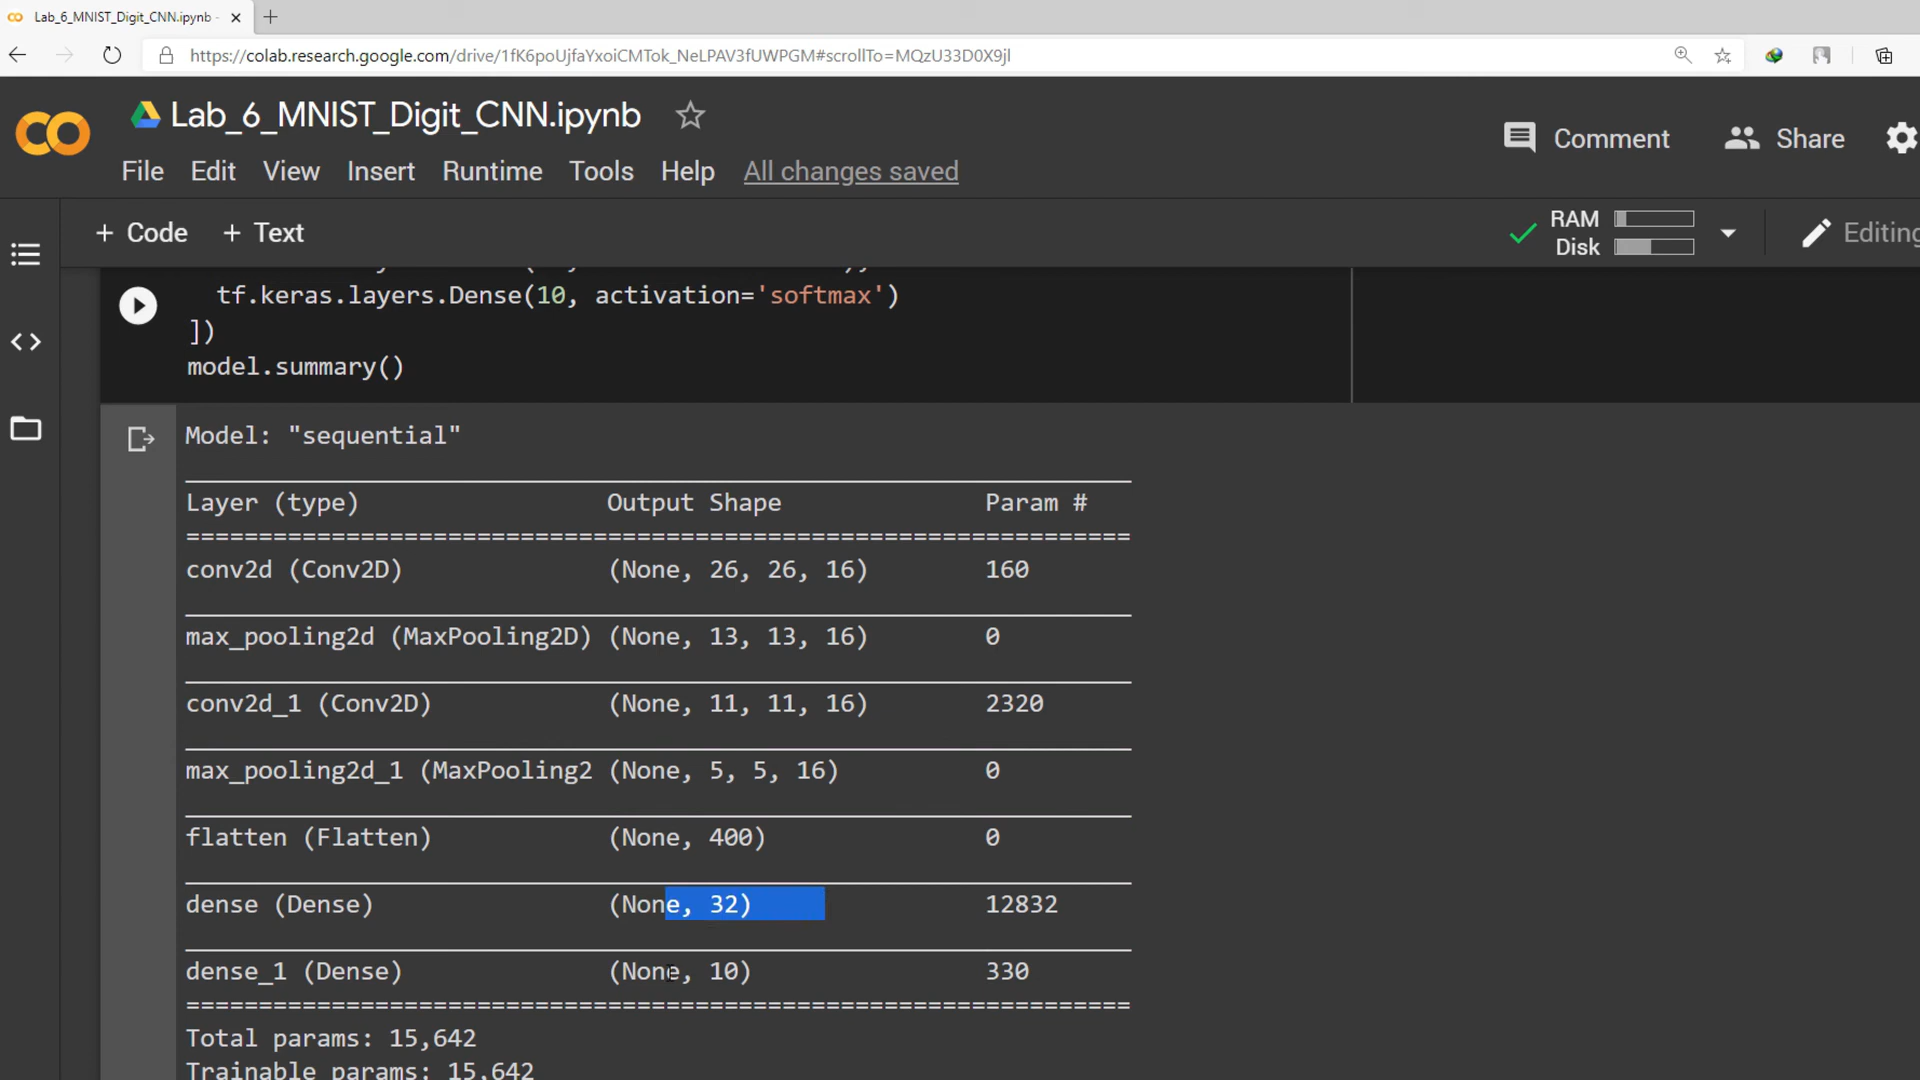 Lab_6_MNIST_Digit_CNN.ipynb -
https://colab.research.google.com/drive/1fK6poUjfaYxoiCMTok_NeLPAV3fUWPGM#scrollTo=MQzU33D0X9jl
CO Lab_6_MNIST_Digit_CNN.ipynb
Comment Share
File Edit View Insert Runtime Tools Help All changes saved
+ Code + Text
RAM
Disk
Editing
tf.keras.layers.Dense(10, activation='softmax')
])
model.summary()
Model: "sequential"
Layer (type) Output Shape Param #
=================================================================
conv2d (Conv2D) (None, 26, 26, 16) 160
max_pooling2d (MaxPooling2D) (None, 13, 13, 16) 0
conv2d_1 (Conv2D) (None, 11, 11, 16) 2320
max_pooling2d_1 (MaxPooling2 (None, 5, 5, 16) 0
flatten (Flatten) (None, 400) 0
dense (Dense) (None, 32) 12832
dense_1 (Dense) (None, 10) 330
=================================================================
Total params: 15,642
Trainable params: 15,642